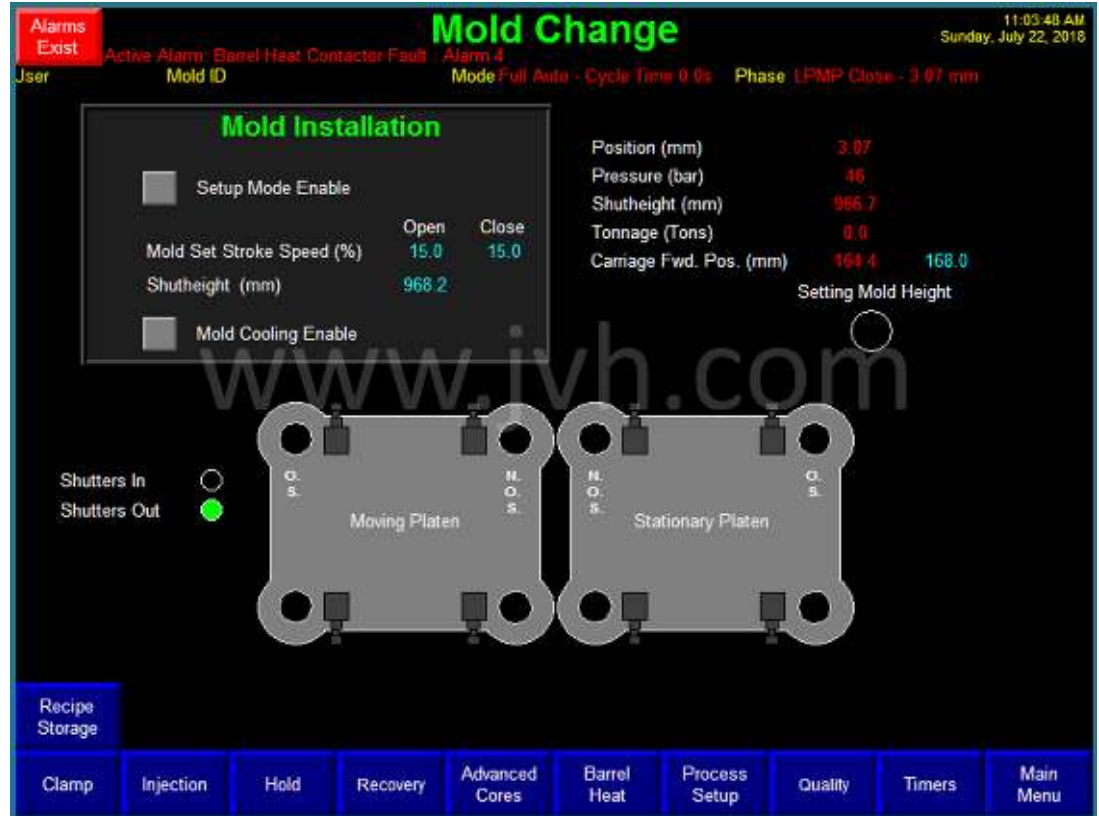 Alarms
Exist
Mold Change
11:03:48 AM
Sunday, July 22, 2018
Active Alarm: Barrel Heat Contactor Fault : Alarm 4
User Mold ID Mode Full Auto - Cycle Time 0.0s Phase LPMP Close - 3.07 mm
Mold Installation
Setup Mode Enable
Open Close
Mold Set Stroke Speed (%) 15.0 15.0
Shutheight (mm) 968.2
Mold Cooling Enable
Position (mm) 3.07
Pressure (bar) 46
Shutheight (mm) 966.7
Tonnage (Tons) 0.0
Carriage Fwd. Pos. (mm) 164.4 168.0
Setting Mold Height
www.jvh.com
Shutters In
Shutters Out
O.
S.
Moving Platen
N.
O.
S.
N.
O.
S.
Stationary Platen
O.
S.
Recipe
Storage
Clamp
Injection
Hold
Recovery
Advanced
Cores
Barrel
Heat
Process
Setup
Quality
Timers
Main
Menu